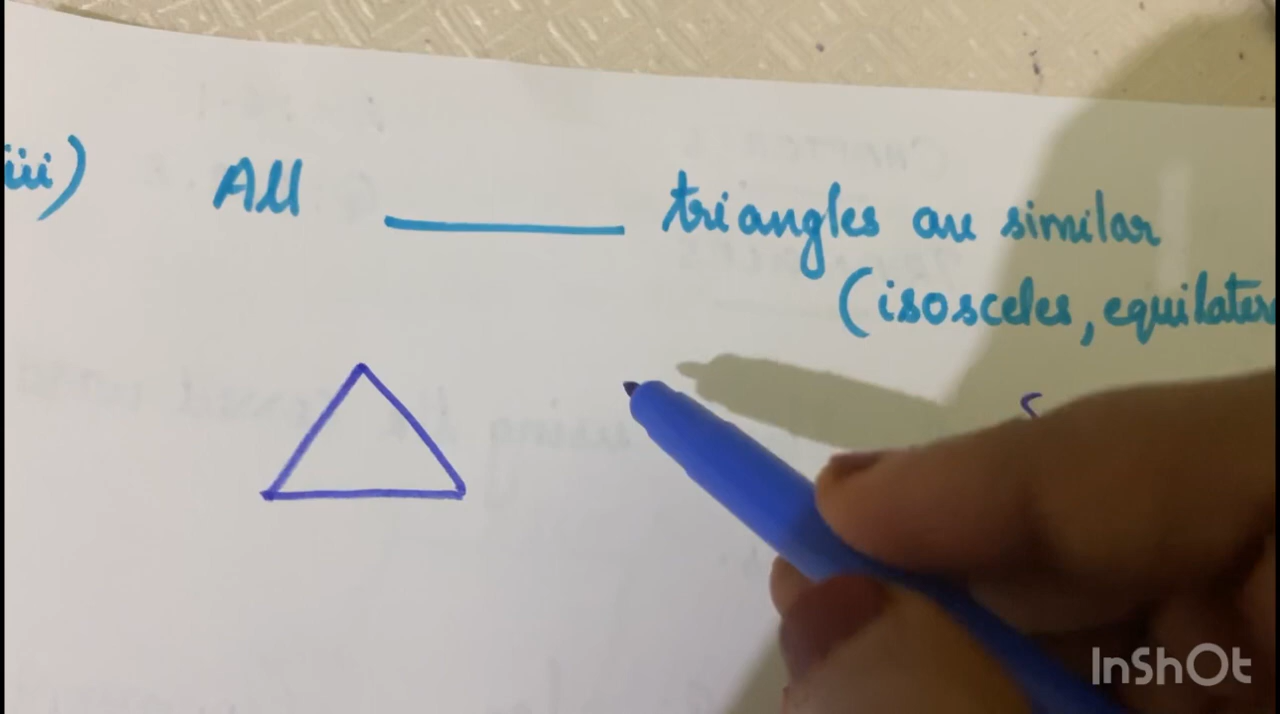 iii) All ______ triangles are similar
(isosceles, equilater
InShOt